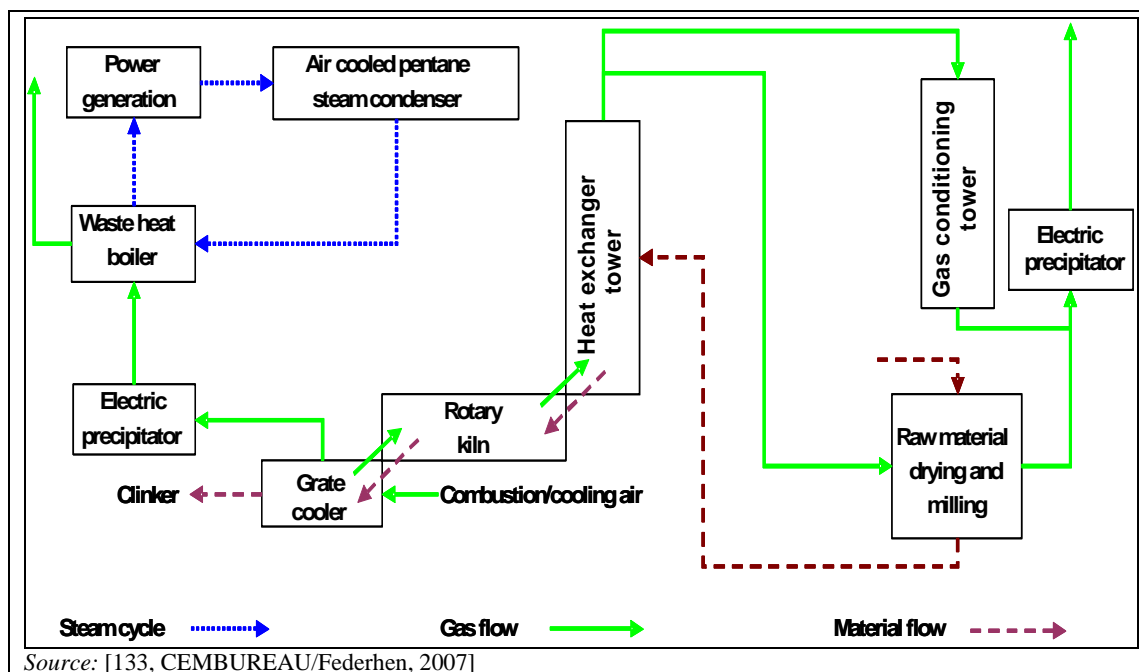 Power
generation
Air cooled pentane
steam condenser
Waste heat
boiler
Heat exchanger
tower
Gas conditioning
tower
Electric
precipitator
Electric
precipitator
Rotary
kiln
Raw material
drying and
milling
Grate
cooler
Clinker
Combustion/cooling air
Steam cycle
Gas flow
Material flow
Source: [133, CEMBUREAU/Federhen, 2007]